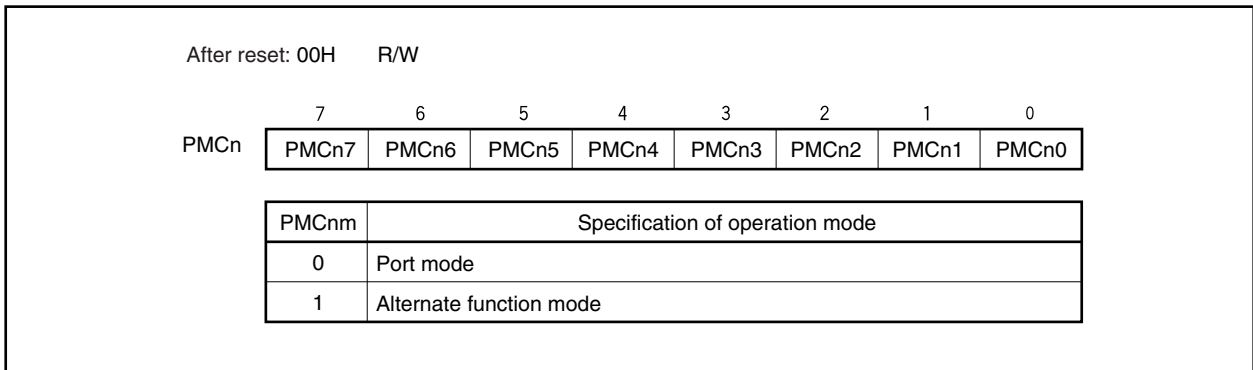 After reset: 00H R/W
7 6 5 4 3 2 1 0
PMCn PMCn7 PMCn6 PMCn5 PMCn4 PMCn3 PMCn2 PMCn1 PMCn0
PMCnm Specification of operation mode
0 Port mode
1 Alternate function mode